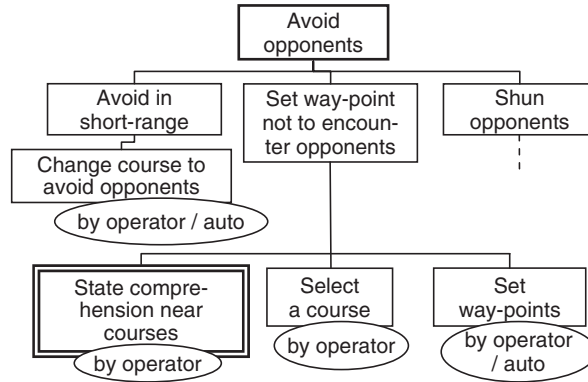 Avoid
opponents
Avoid in
short-range
Set way-point
not to encoun-
ter opponents
Shun
opponents
Change course to
avoid opponents
by operator / auto
State compre-
hension near
courses
by operator
Select
a course
by operator
Set
way-points
by operator
/ auto